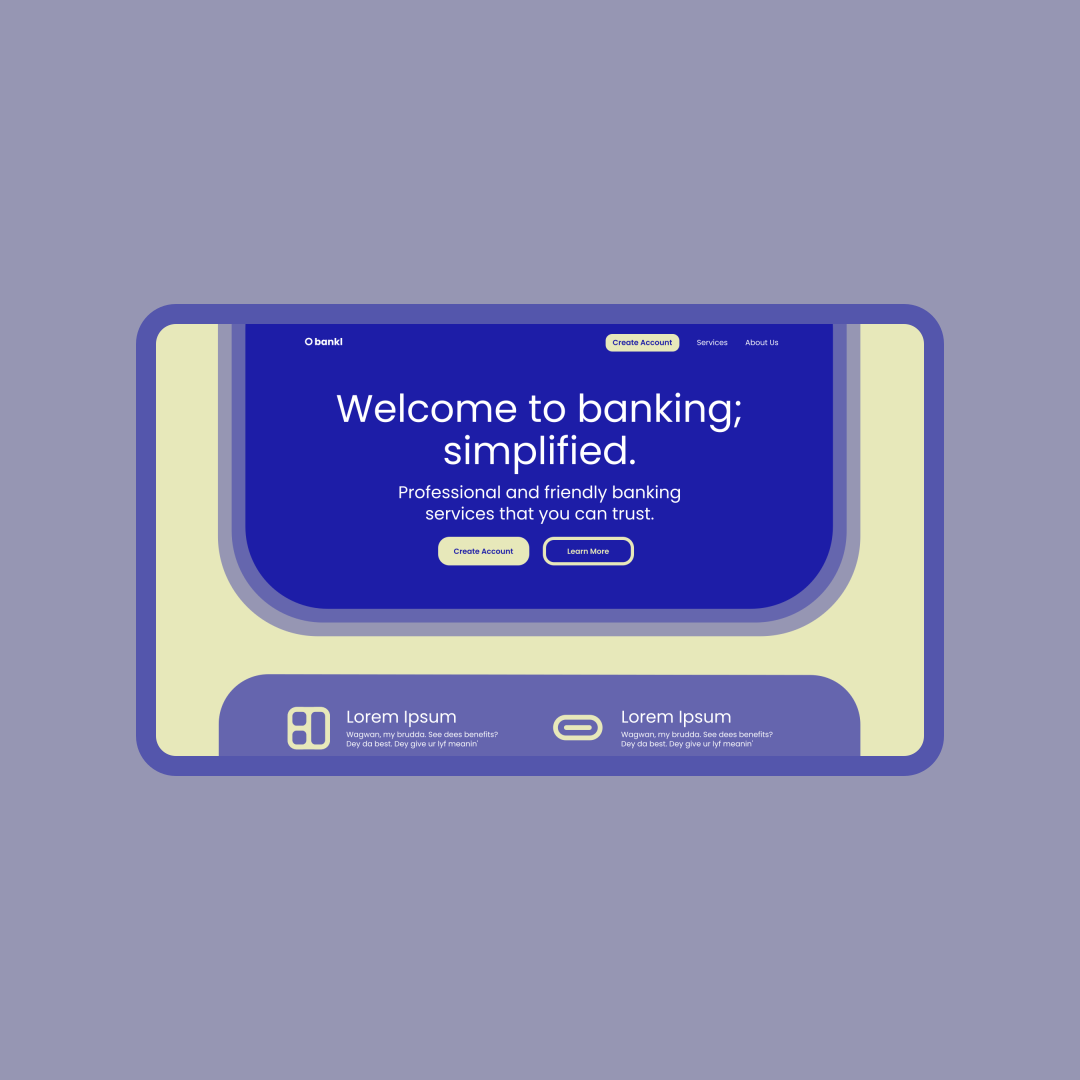 bankl
Create Account Services About Us
Welcome to banking;
simplified.
Professional and friendly banking
services that you can trust.
Create Account Learn More
Lorem Ipsum
Wagwan, my brudda. See dees benefits?
Dey da best. Dey give ur lyf meanin'
Lorem Ipsum
Wagwan, my brudda. See dees benefits?
Dey da best. Dey give ur lyf meanin'